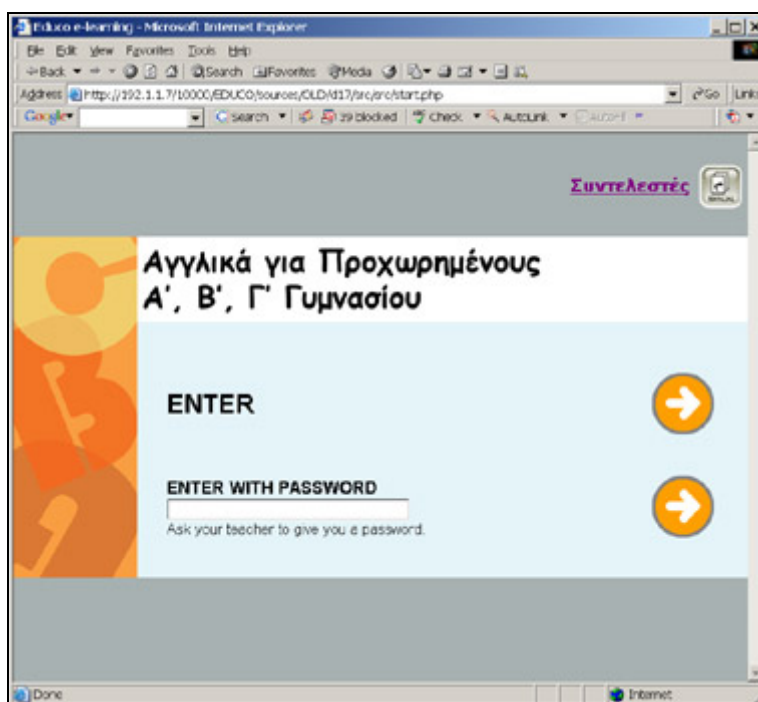 Educo e-learning - Microsoft Internet Explorer
File Edit View Favorites Tools Help
Back Search Favorites Media
Address http://192.1.1.7/10000/EDUCO/sources/OLD/d17/src/src/start.php Go Links
Google Search 39 blocked Check AutoLink AutoFill
Συντελεστές
MANUAL
Αγγλικά για Προχωρημένους
Α', Β', Γ' Γυμνασίου
ENTER
ENTER WITH PASSWORD
Ask your teacher to give you a password.
Done Internet